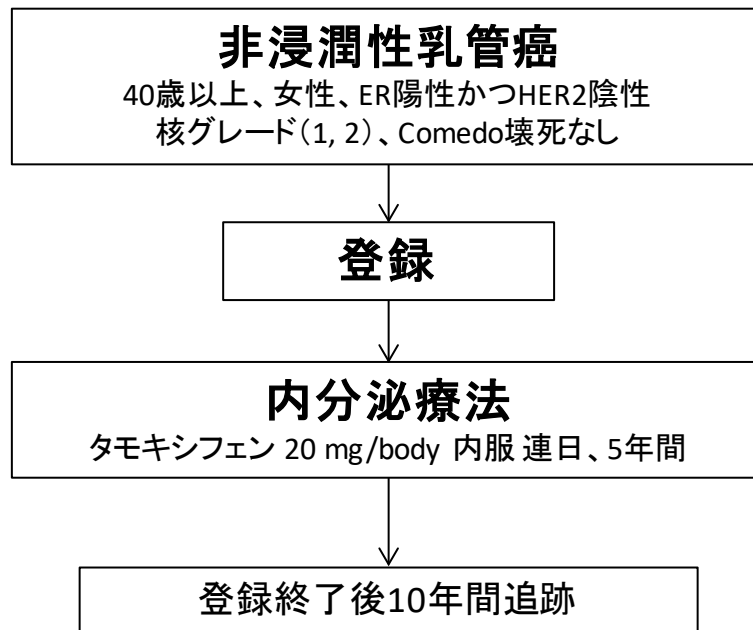 非浸潤性乳管癌
40歳以上、女性、ER陽性かつHER2陰性
核グレード（1, 2）、Comedo壊死なし
登録
内分泌療法
タモキシフェン 20 mg/body 内服 連日、5年間
登録終了後10年間追跡